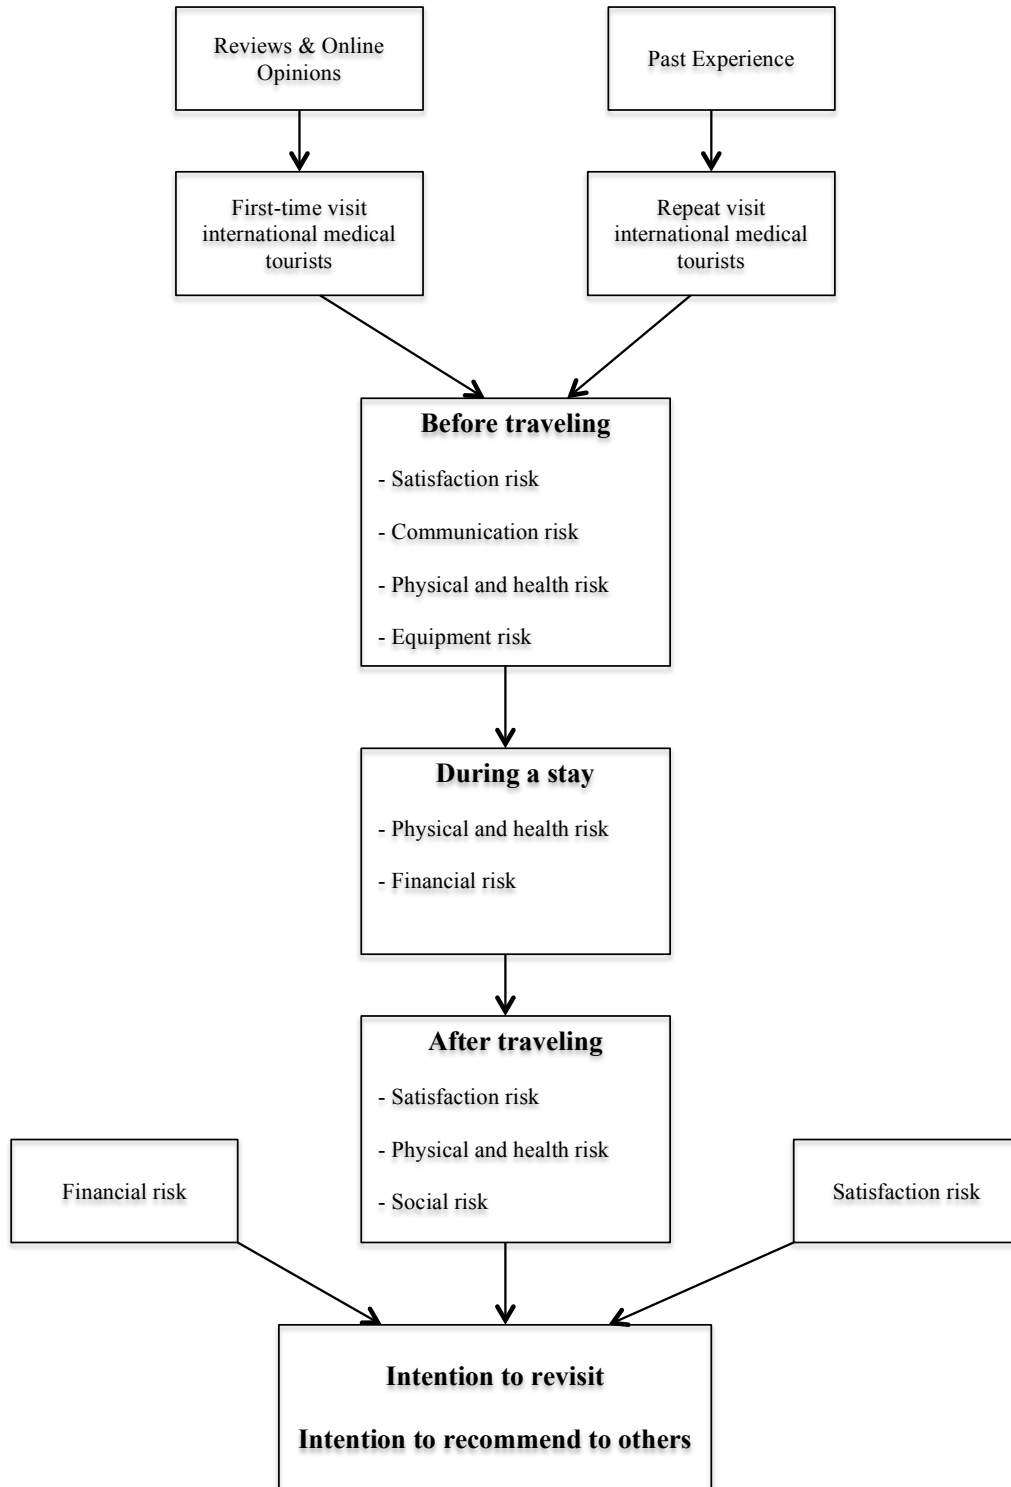 Reviews & Online
Opinions
Past Experience
First-time visit
international medical
tourists
Repeat visit
international medical
tourists
Before traveling
- Satisfaction risk
- Communication risk
- Physical and health risk
- Equipment risk
During a stay
- Physical and health risk
- Financial risk
After traveling
- Satisfaction risk
- Physical and health risk
- Social risk
Financial risk
Satisfaction risk
Intention to revisit
Intention to recommend to others